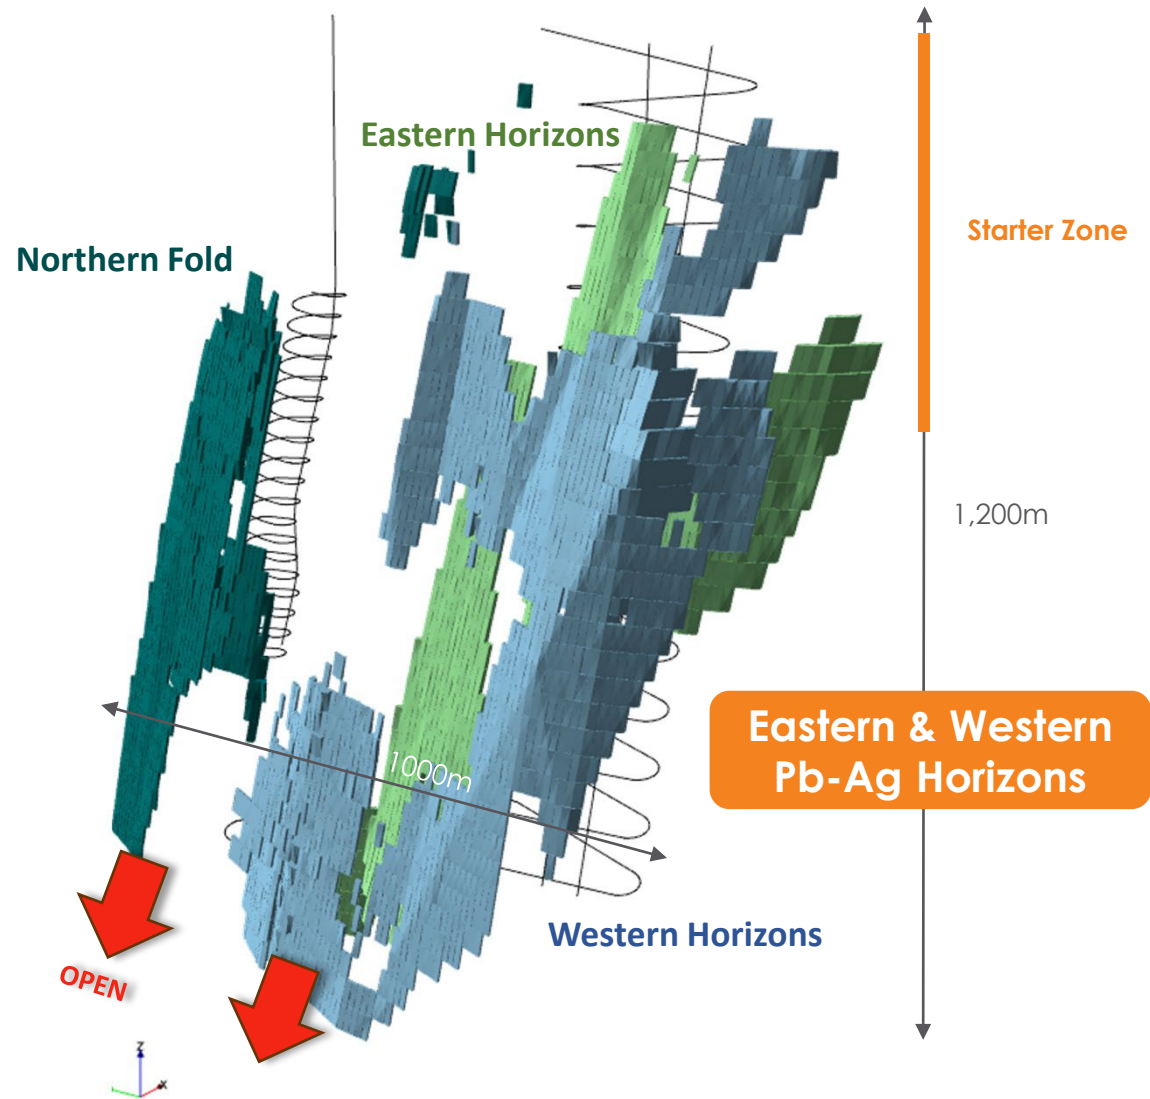 Eastern Horizons
Starter Zone
Northern Fold
1,200m
Eastern & Western
Pb-Ag Horizons
1000m
Western Horizons
OPEN
Z
X